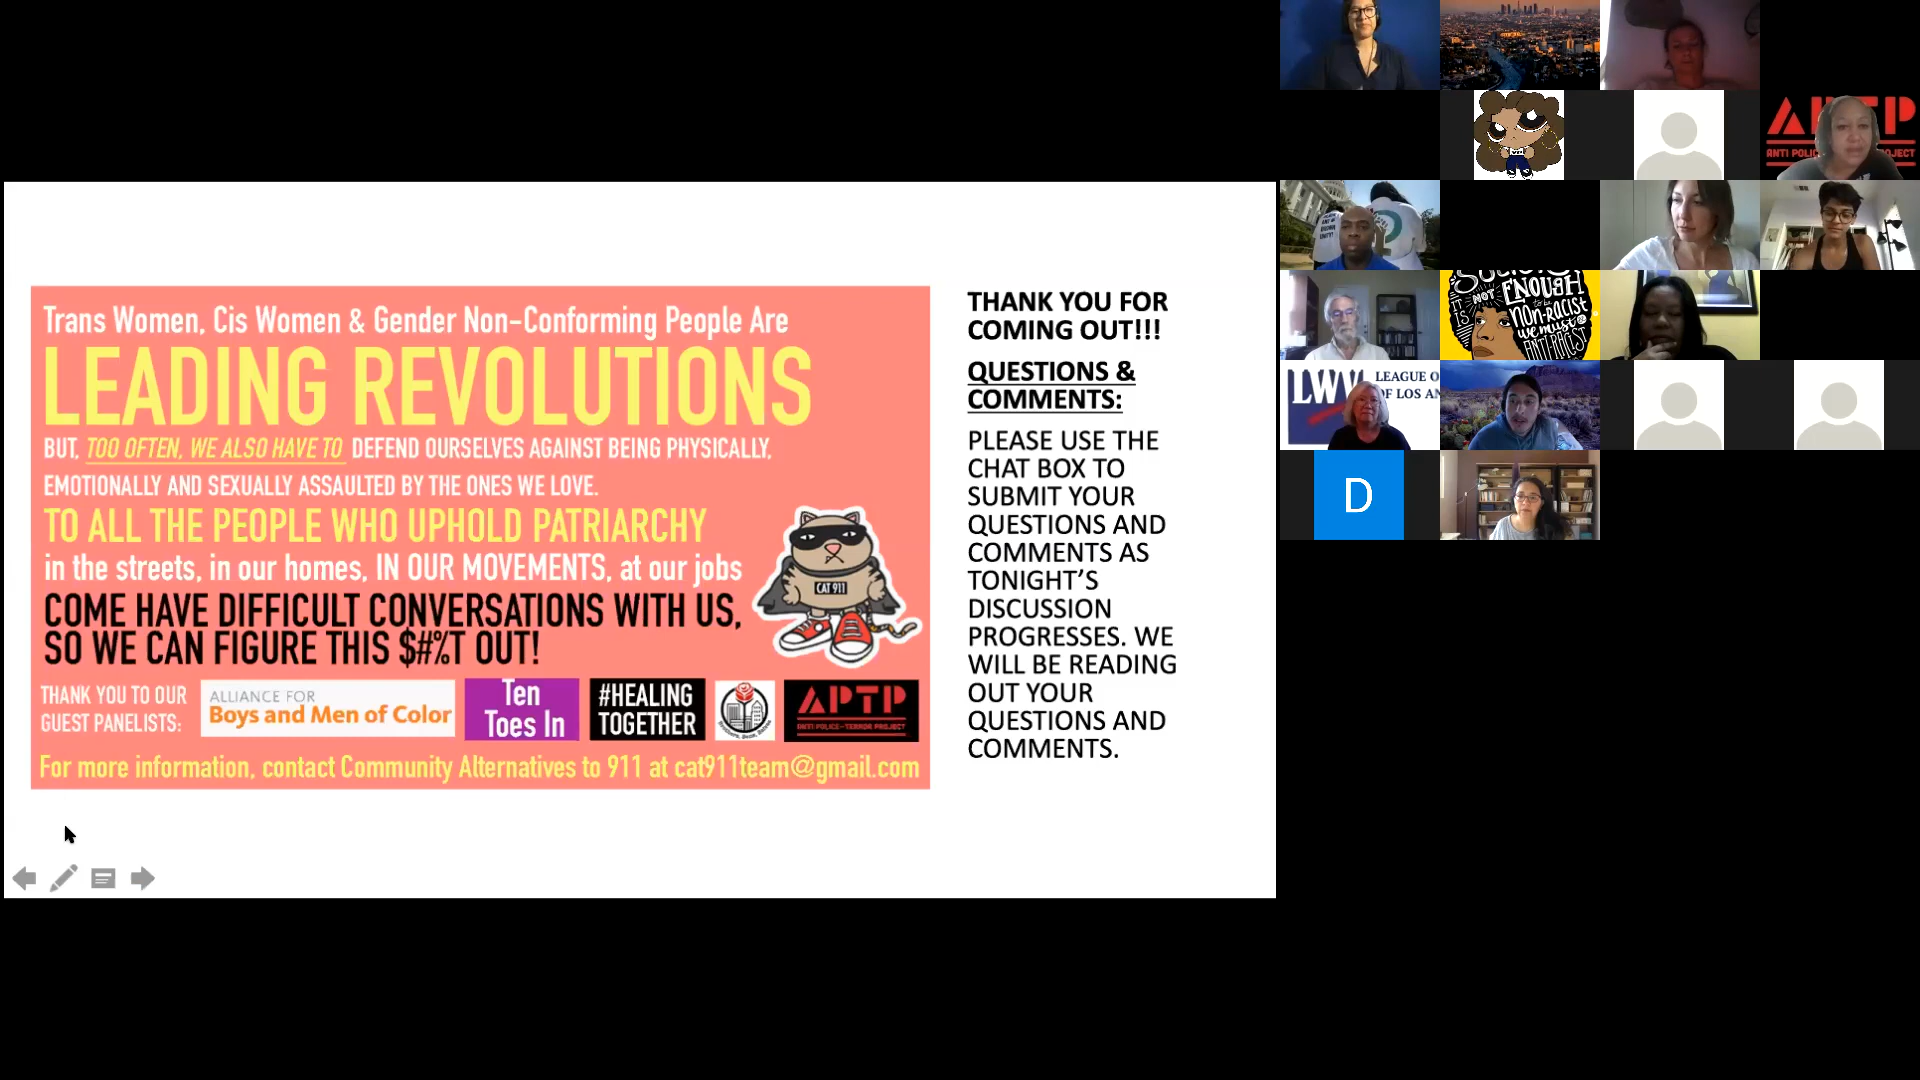 Trans Women, Cis Women & Gender Non-Conforming People Are
LEADING REVOLUTIONS
BUT, TOO OFTEN, WE ALSO HAVE TO DEFEND OURSELVES AGAINST BEING PHYSICALLY,
EMOTIONALLY AND SEXUALLY ASSAULTED BY THE ONES WE LOVE.
TO ALL THE PEOPLE WHO UPHOLD PATRIARCHY
in the streets, in our homes, IN OUR MOVEMENTS, at our jobs
COME HAVE DIFFICULT CONVERSATIONS WITH US,
SO WE CAN FIGURE THIS $#%T OUT!
CAT 911
THANK YOU TO OUR
GUEST PANELISTS:
ALLIANCE FOR
Boys and Men of Color
Ten
Toes In
#HEALING
TOGETHER
APTP
ANTI POLICE-TERROR PROJECT
For more information, contact Community Alternatives to 911 at cat911team@gmail.com
THANK YOU FOR
COMING OUT!!!
QUESTIONS &
COMMENTS:
PLEASE USE THE
CHAT BOX TO
SUBMIT YOUR
QUESTIONS AND
COMMENTS AS
TONIGHT'S
DISCUSSION
PROGRESSES. WE
WILL BE READING
OUT YOUR
QUESTIONS AND
COMMENTS.
IT IS NOT ENOUGH
to be
non-racist
we must be
ANTI-RACIST
LWV
LEAGUE O
OF LOS AN
D